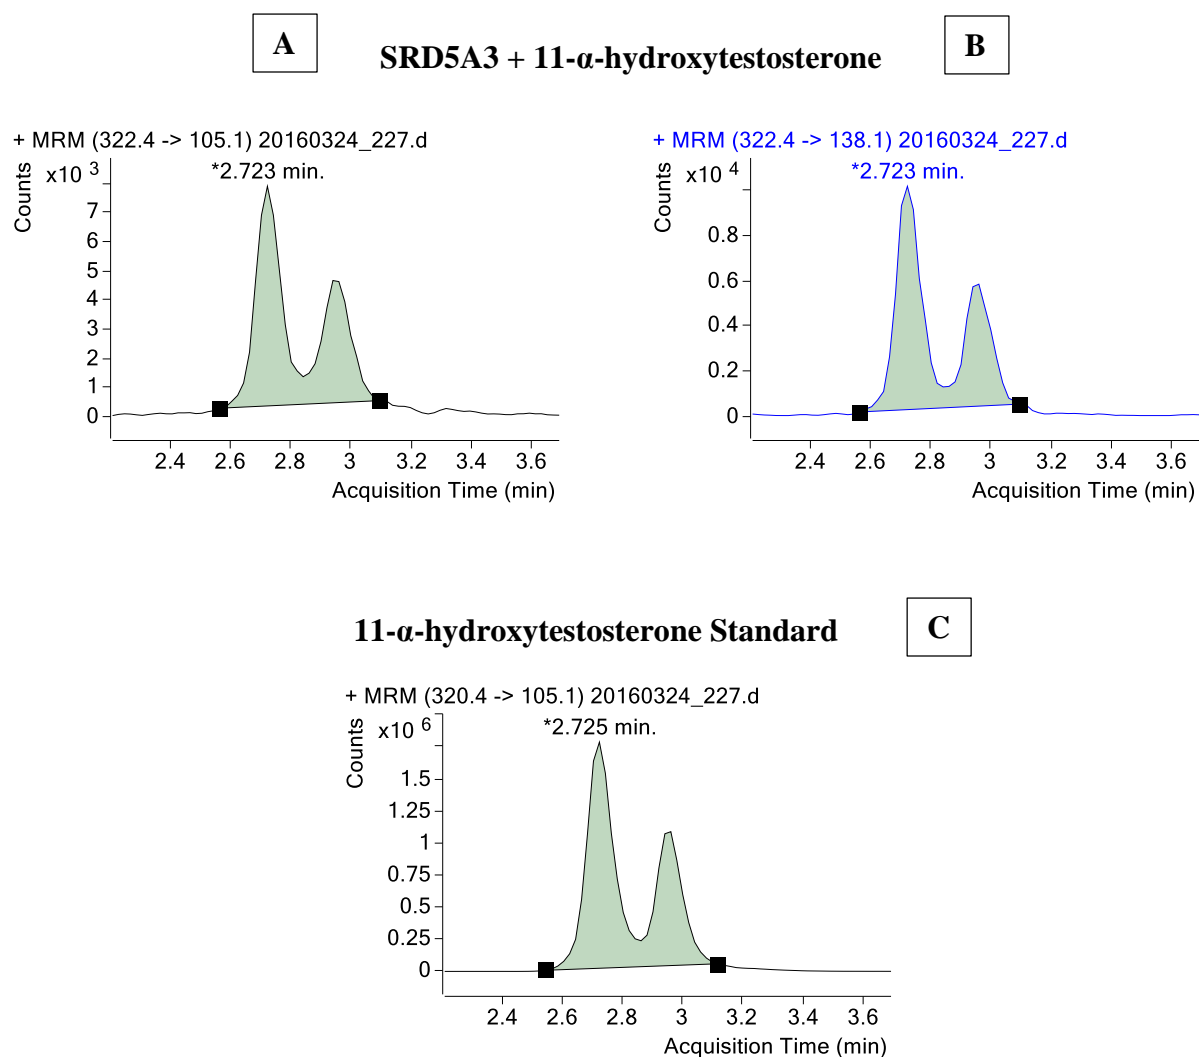 A
SRD5A3 + 11-α-hydroxytestosterone
B
+ MRM (322.4 -> 105.1) 20160324_227.d
Counts
x10 3
*2.723 min.
7
6
5
4
3
2
1
0
2.4 2.6 2.8 3 3.2 3.4 3.6
Acquisition Time (min)
+ MRM (322.4 -> 138.1) 20160324_227.d
Counts
x10 4
*2.723 min.
0.8
0.6
0.4
0.2
0
2.4 2.6 2.8 3 3.2 3.4 3.6
Acquisition Time (min)
11-α-hydroxytestosterone Standard
C
+ MRM (320.4 -> 105.1) 20160324_227.d
Counts
x10 6
*2.725 min.
1.5
1.25
1
0.75
0.5
0.25
0
2.4 2.6 2.8 3 3.2 3.4 3.6
Acquisition Time (min)